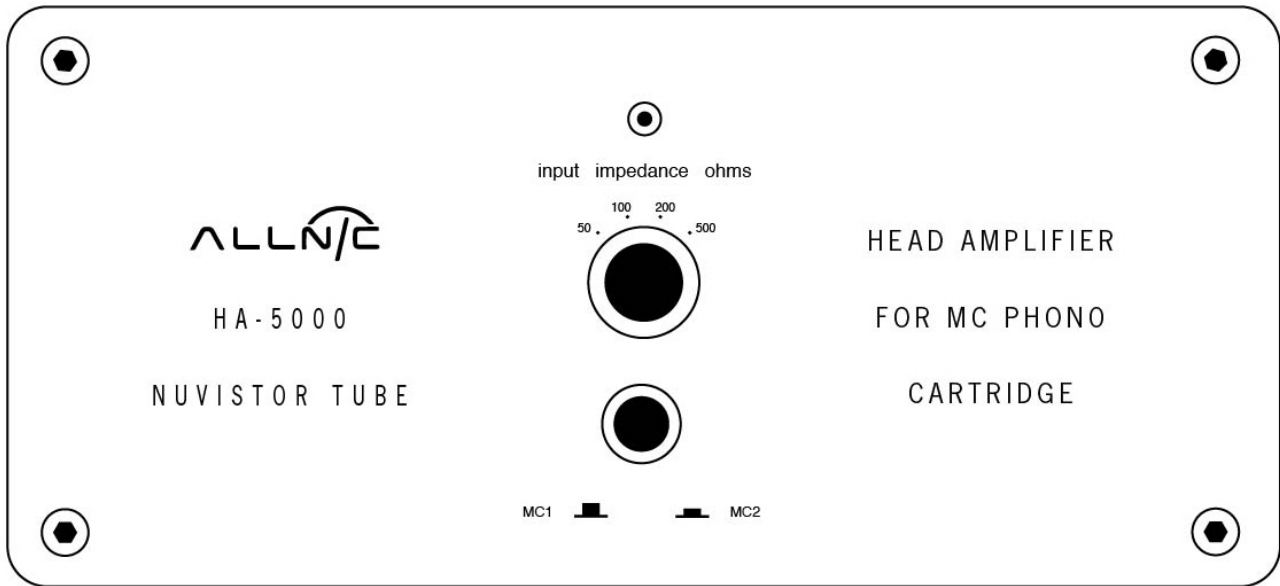 input impedance ohms
50 100 200 500
ALLNIC
HA-5000
NUVISTOR TUBE
HEAD AMPLIFIER
FOR MC PHONO
CARTRIDGE
MC1 MC2